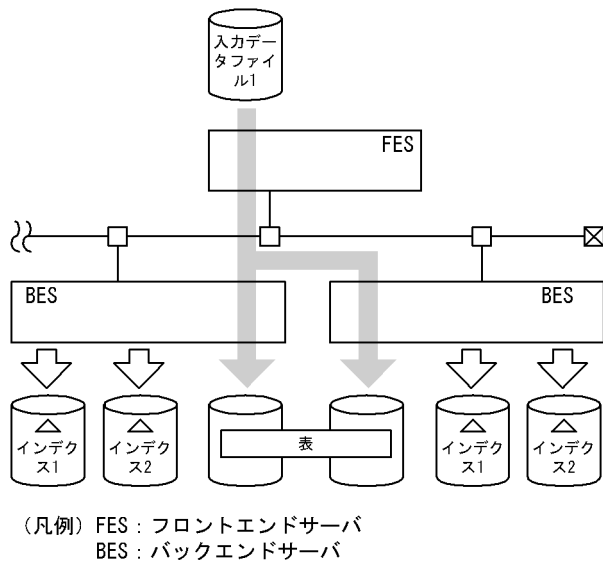 入力デー
タファイ
ル1
FES
BES
BES
インデク
ス1
インデク
ス2
表
インデク
ス1
インデク
ス2
(凡例) FES：フロントエンドサーバ
BES：バックエンドサーバ